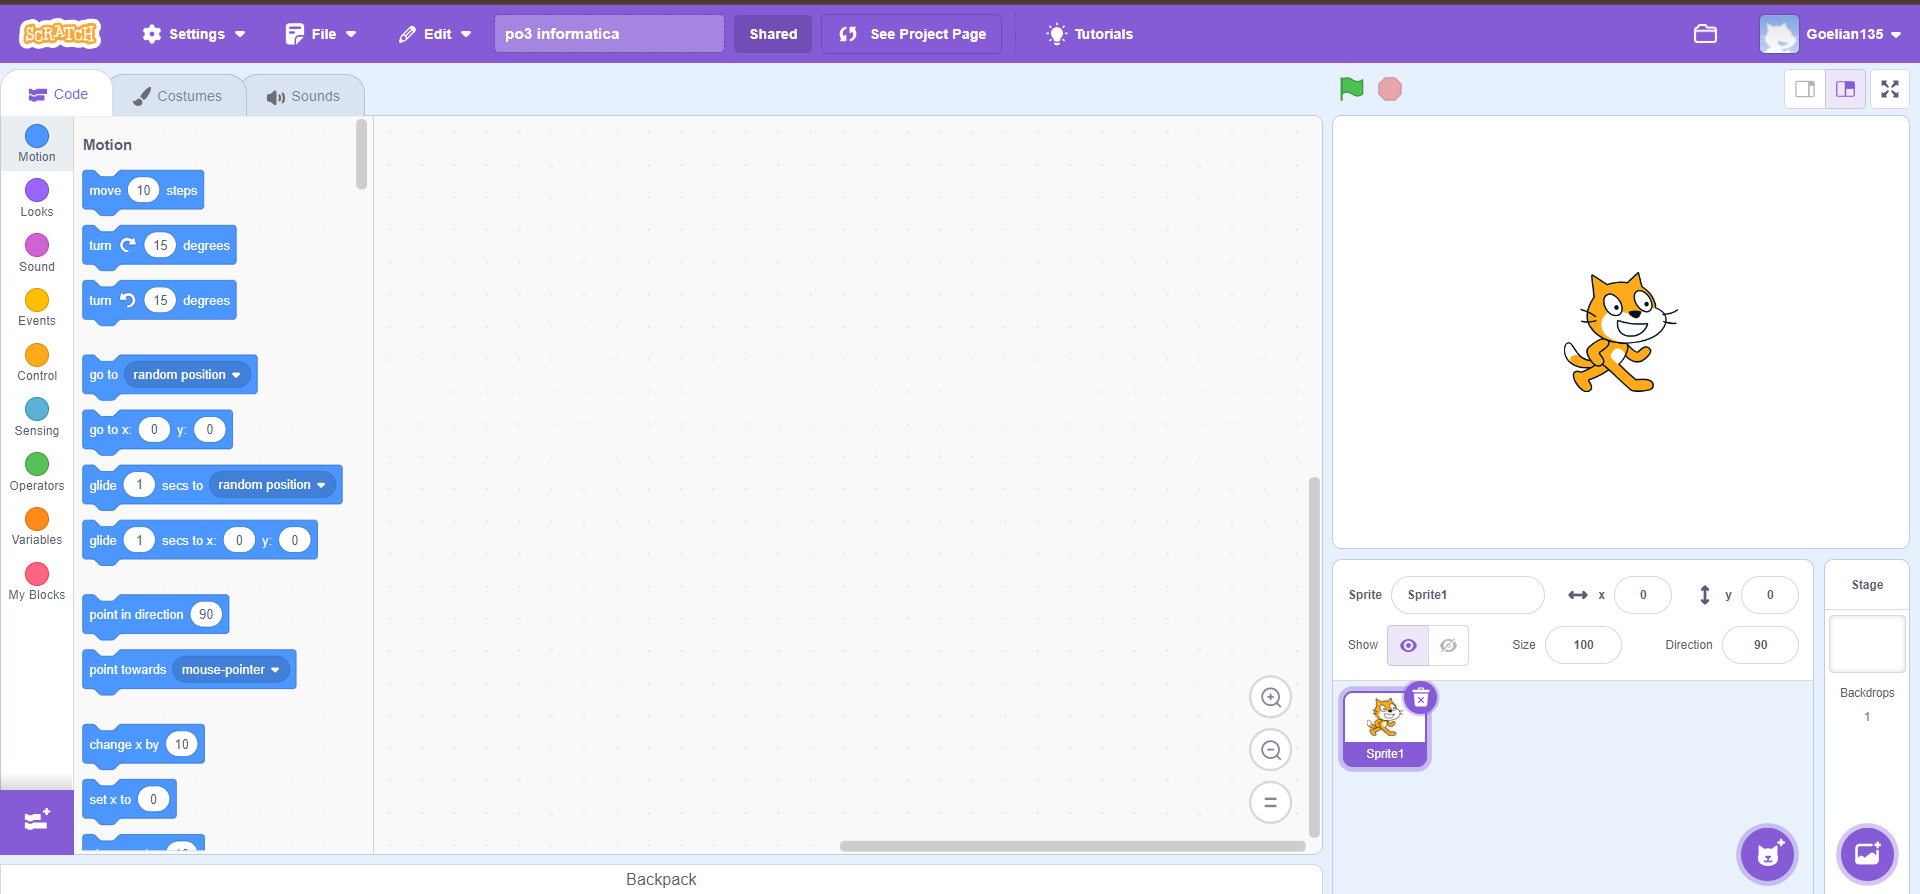 SCRATCH Settings File Edit po3 informatica Shared See Project Page Tutorials Goelian135
Code Costumes Sounds
Motion
Looks
Sound
Events
Control
Sensing
Operators
Variables
My Blocks
Motion
move 10 steps
turn 15 degrees
turn 15 degrees
go to random position
go to x: 0 y: 0
glide 1 secs to random position
glide 1 secs to x: 0 y: 0
point in direction 90
point towards mouse-pointer
change x by 10
set x to 0
Backpack
Sprite Sprite1 x 0 y 0
Show Size 100 Direction 90
Sprite1
Stage
Backdrops
1